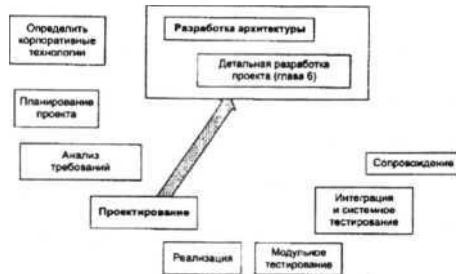 Определить
корпоративные
технологии
Разработка архитектуры
Детальная разработка
проекта (глава 6)
Планирование
проекта
Анализ
требований
Сопровождение
Проектирование
Интеграция
и системное
тестирование
Реализация
Модульное
тестирование